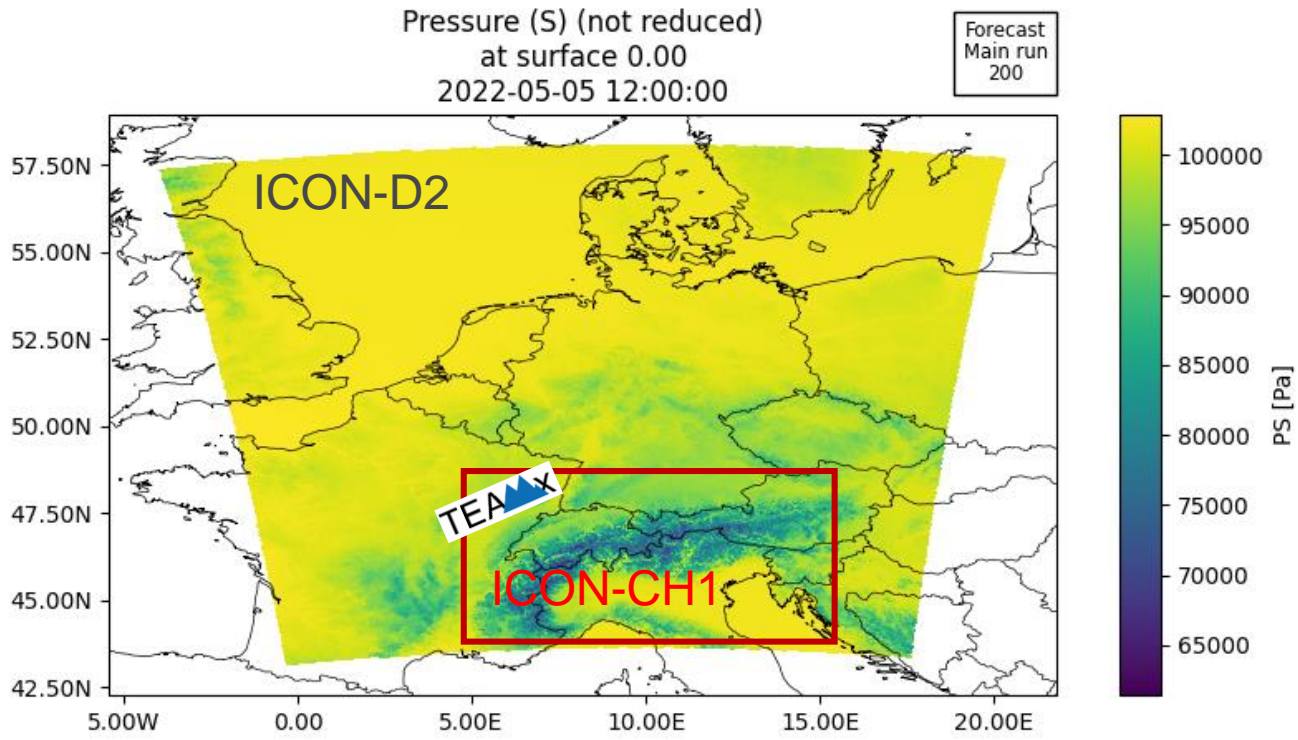 Pressure (S) (not reduced)
at surface 0.00
2022-05-05 12:00:00
Forecast
Main run
200
57.50N
55.00N
52.50N
50.00N
47.50N
45.00N
42.50N
5.00W
0.00
5.00E
10.00E
15.00E
20.00E
ICON-D2
TEAMx
ICON-CH1
100000
95000
90000
85000
80000
75000
70000
65000
PS [Pa]